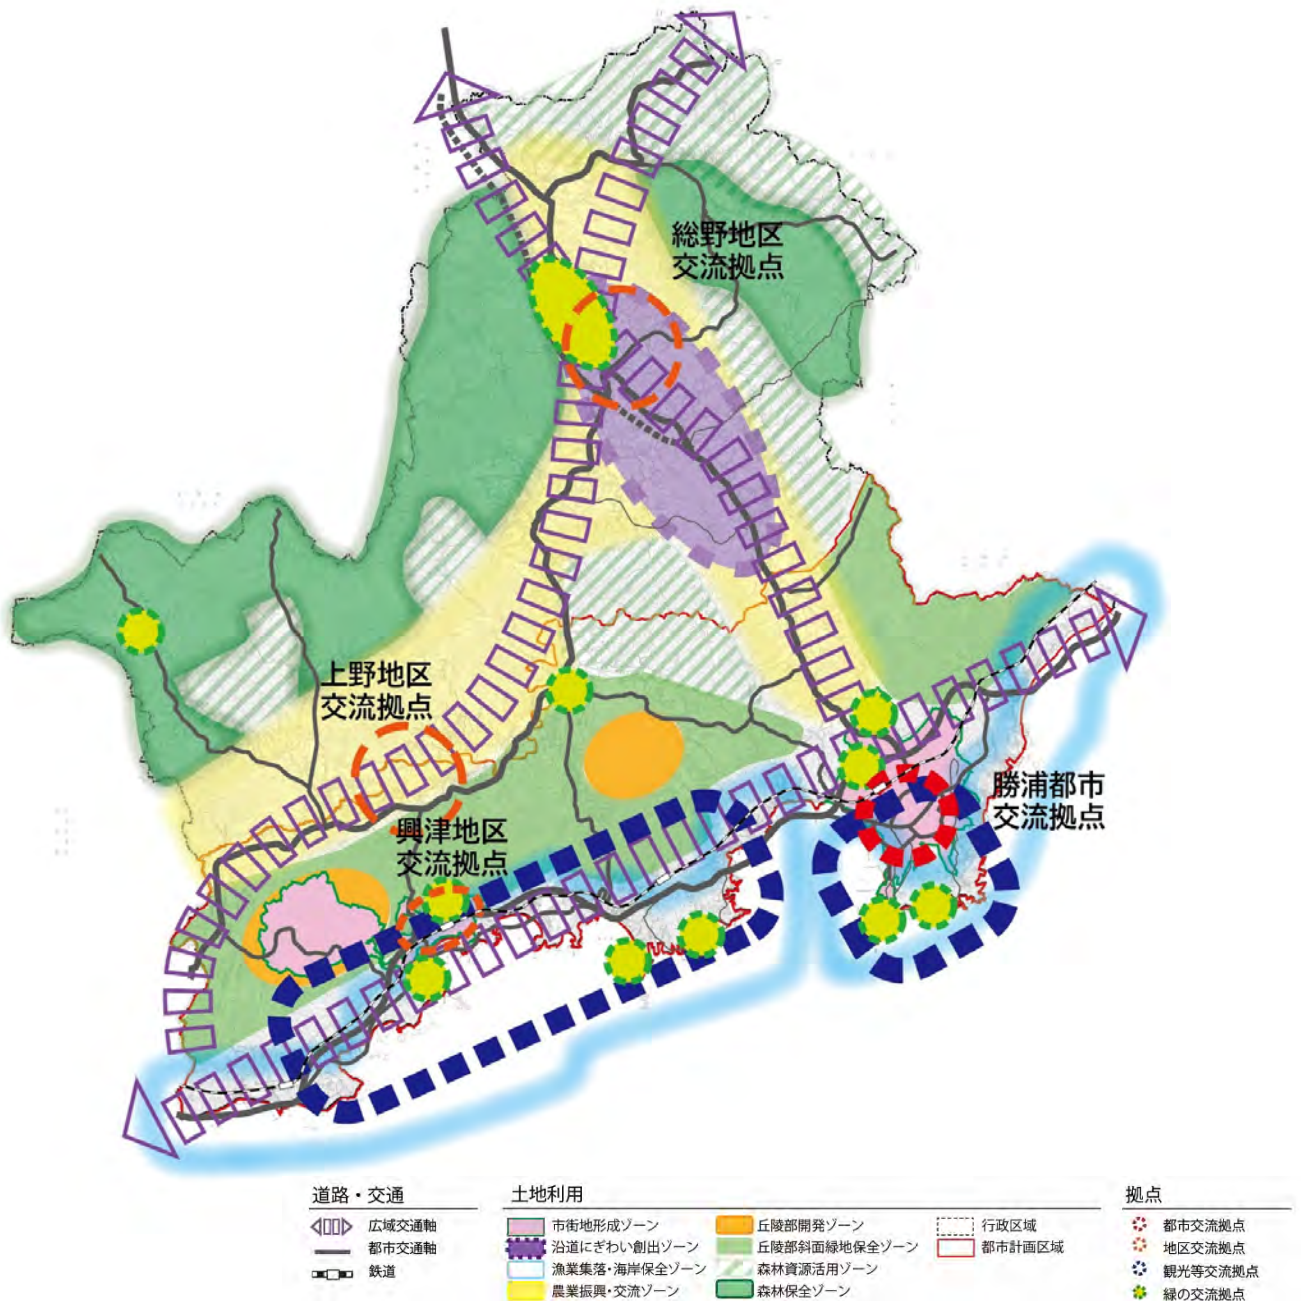 総野地区
交流拠点
上野地区
交流拠点
興津地区
交流拠点
勝浦都市
交流拠点
道路・交通
広域交通軸
都市交通軸
鉄道
土地利用
市街地形成ゾーン
沿道にぎわい創出ゾーン
漁業集落・海岸保全ゾーン
農業振興・交流ゾーン
丘陵部開発ゾーン
丘陵部斜面緑地保全ゾーン
森林資源活用ゾーン
森林保全ゾーン
行政区域
都市計画区域
拠点
都市交流拠点
地区交流拠点
観光等交流拠点
緑の交流拠点